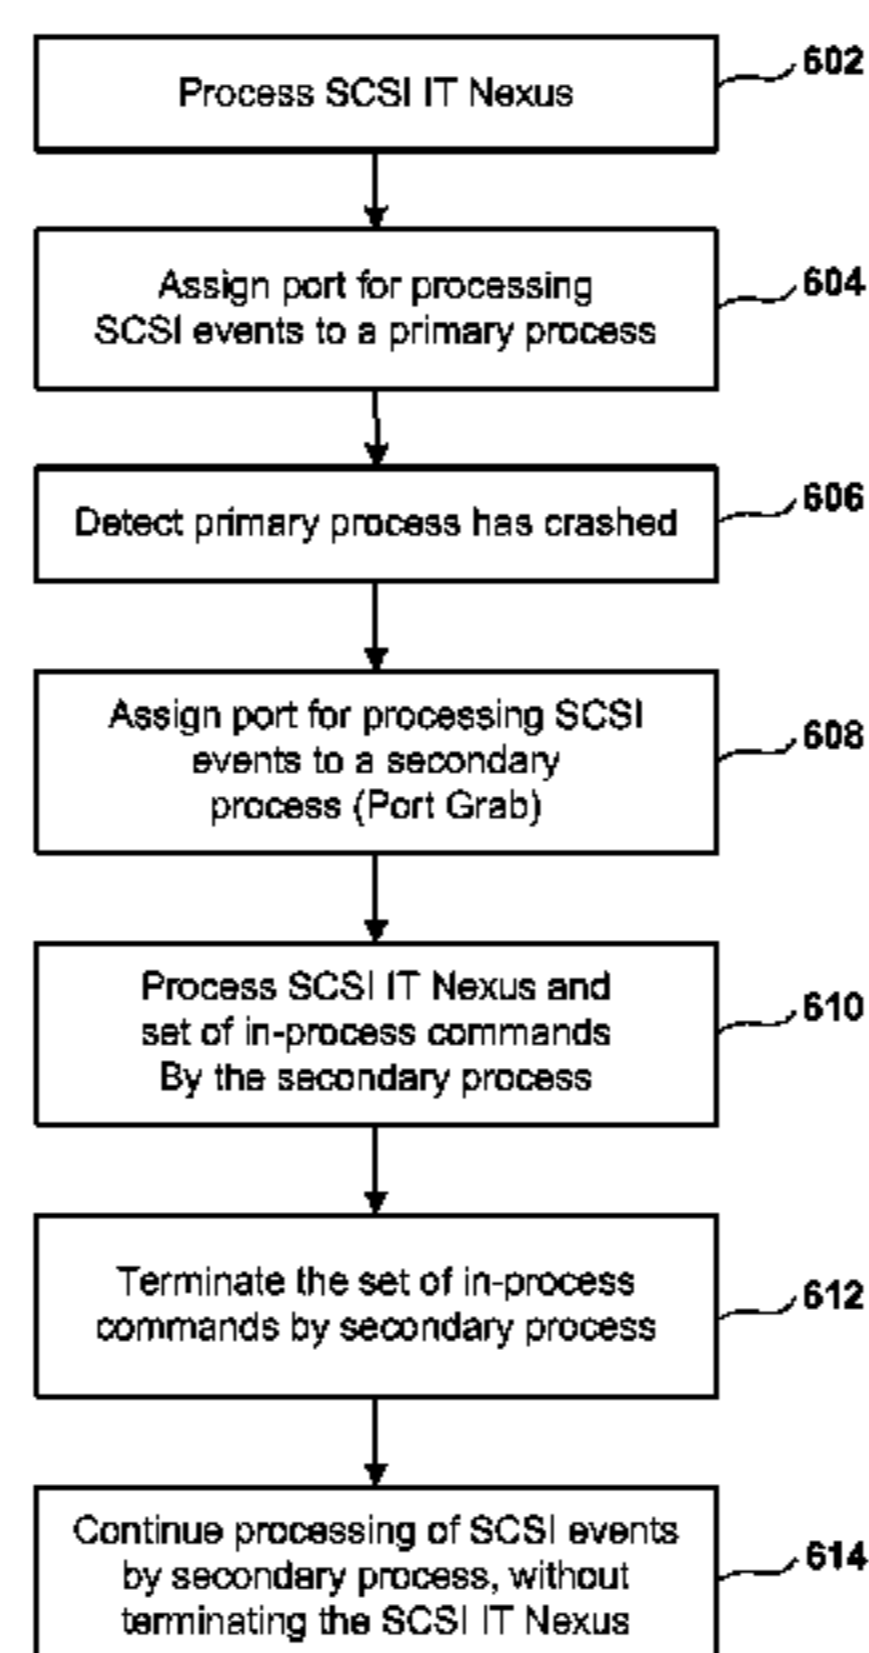 Process SCSI IT Nexus
602
Assign port for processing
SCSI events to a primary process
604
Detect primary process has crashed
606
Assign port for processing SCSI
events to a secondary
process (Port Grab)
608
Process SCSI IT Nexus and
set of in-process commands
By the secondary process
610
Terminate the set of in-process
commands by secondary process
612
Continue processing of SCSI events
by secondary process, without
terminating the SCSI IT Nexus
614